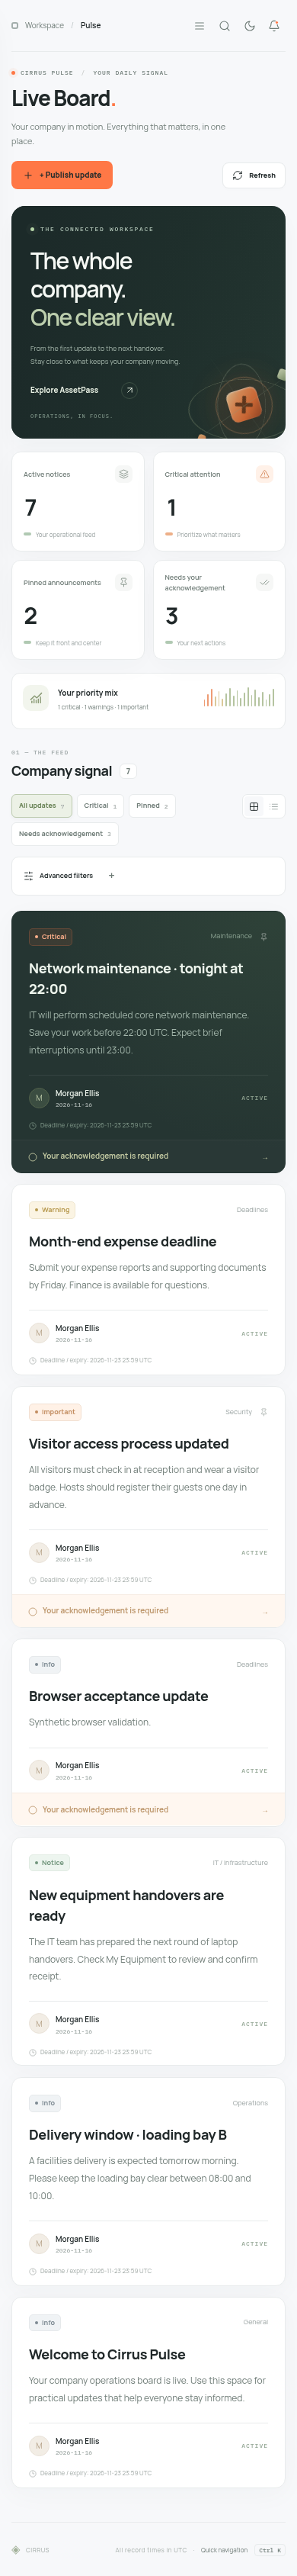 Workspace / Pulse
CIRRUS PULSE / YOUR DAILY SIGNAL
Live Board.
Your company in motion. Everything that matters, in one
place.
+ Publish update
Refresh
THE CONNECTED WORKSPACE
The whole
company.
One clear view.
From the first update to the next handover.
Stay close to what keeps your company moving.
Explore AssetPass
OPERATIONS, IN FOCUS.
Active notices
7
Your operational feed
Critical attention
1
Prioritize what matters
Pinned announcements
2
Keep it front and center
Needs your
acknowledgement
3
Your next actions
Your priority mix
1 critical · 1 warnings · 1 important
01 — THE FEED
Company signal 7
All updates 7
Critical 1
Pinned 2
Needs acknowledgement 3
Advanced filters +
Critical
Maintenance
Network maintenance · tonight at
22:00
IT will perform scheduled core network maintenance.
Save your work before 22:00 UTC. Expect brief
interruptions until 23:00.
M
Morgan Ellis
2026-11-16
ACTIVE
Deadline / expiry: 2026-11-23 23:59 UTC
Your acknowledgement is required →
Warning
Deadlines
Month-end expense deadline
Submit your expense reports and supporting documents
by Friday. Finance is available for questions.
M
Morgan Ellis
2026-11-16
ACTIVE
Deadline / expiry: 2026-11-23 23:59 UTC
Important
Security
Visitor access process updated
All visitors must check in at reception and wear a visitor
badge. Hosts should register their guests one day in
advance.
M
Morgan Ellis
2026-11-16
ACTIVE
Deadline / expiry: 2026-11-23 23:59 UTC
Your acknowledgement is required →
Info
Deadlines
Browser acceptance update
Synthetic browser validation.
M
Morgan Ellis
2026-11-16
ACTIVE
Your acknowledgement is required →
Notice
IT / Infrastructure
New equipment handovers are
ready
The IT team has prepared the next round of laptop
handovers. Check My Equipment to review and confirm
receipt.
M
Morgan Ellis
2026-11-16
ACTIVE
Deadline / expiry: 2026-11-23 23:59 UTC
Info
Operations
Delivery window · loading bay B
A facilities delivery is expected tomorrow morning.
Please keep the loading bay clear between 08:00 and
10:00.
M
Morgan Ellis
2026-11-16
ACTIVE
Deadline / expiry: 2026-11-23 23:59 UTC
Info
General
Welcome to Cirrus Pulse
Your company operations board is live. Use this space for
practical updates that help everyone stay informed.
M
Morgan Ellis
2026-11-16
ACTIVE
Deadline / expiry: 2026-11-23 23:59 UTC
CIRRUS
All record times in UTC
Quick navigation Ctrl K